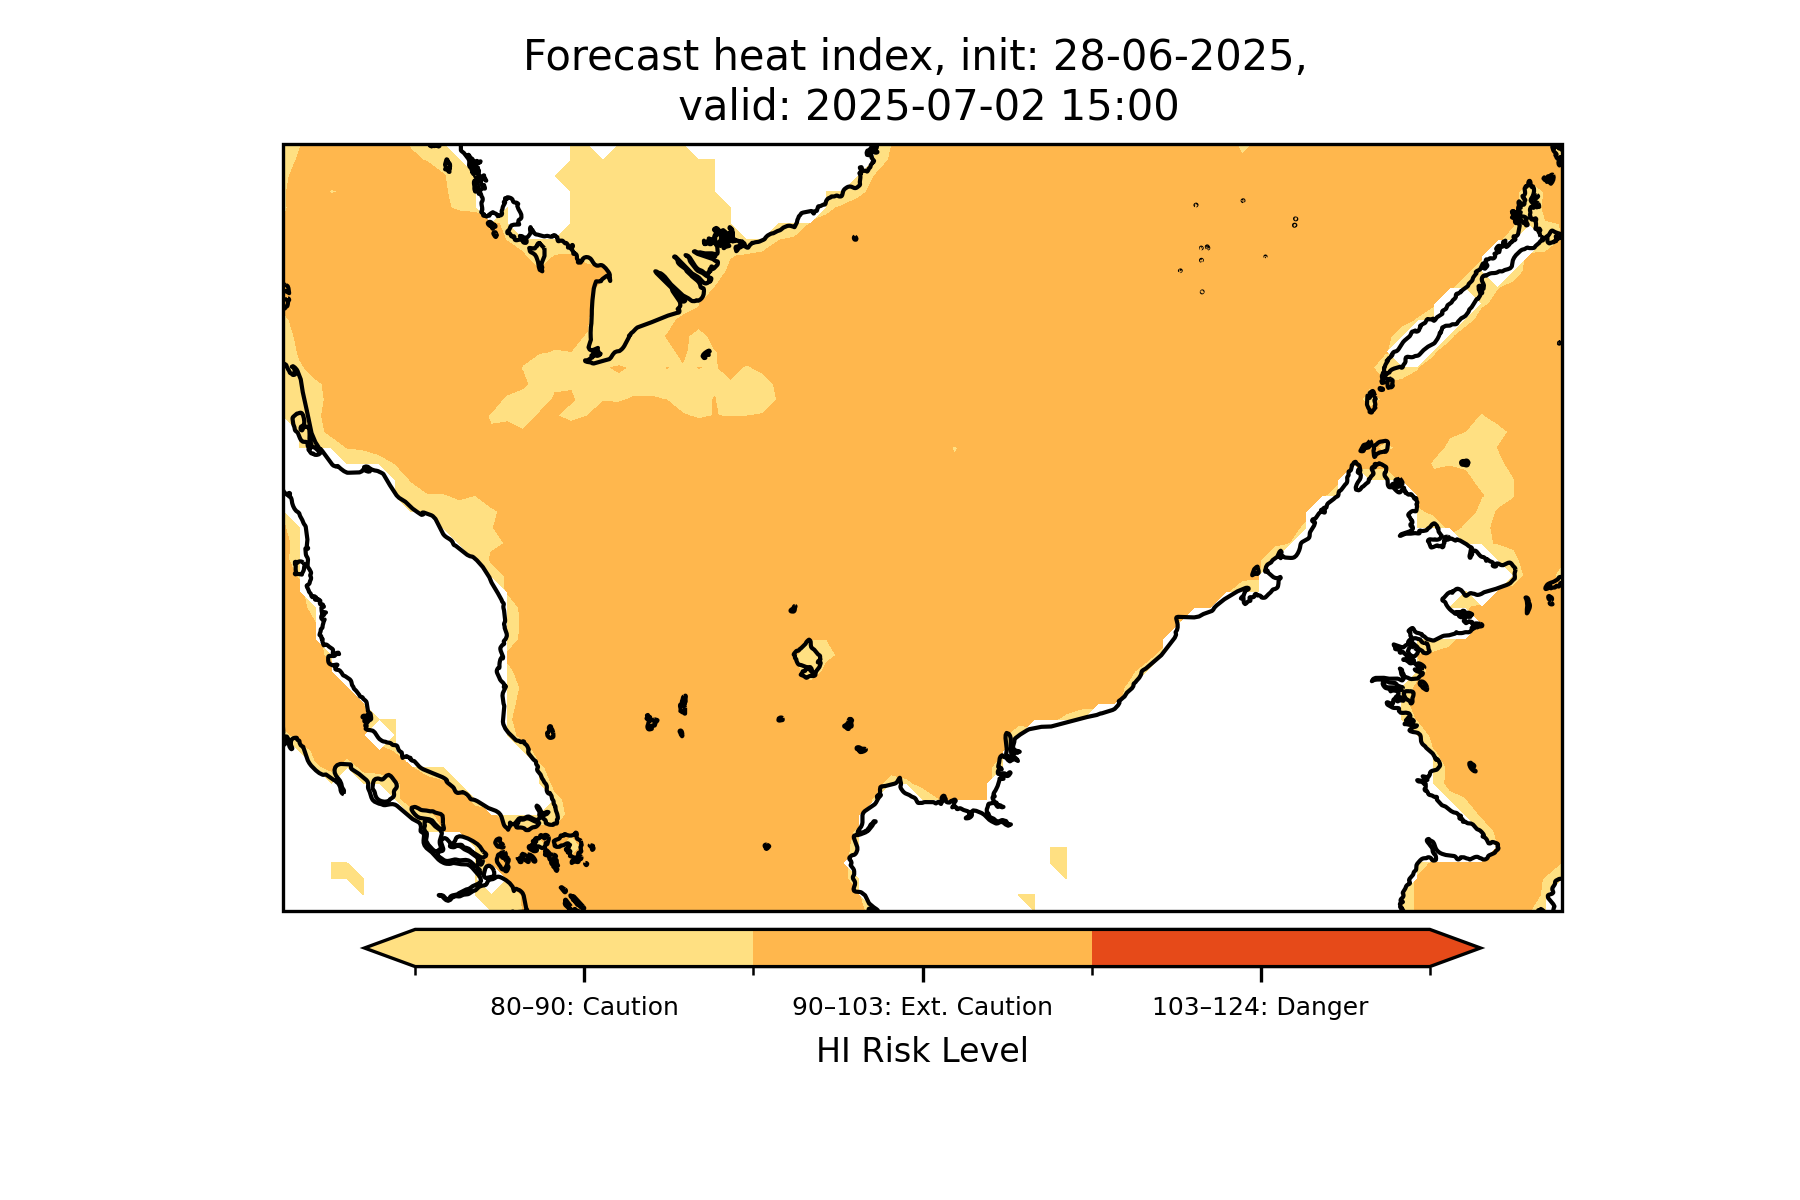 Forecast heat index, init: 28-06-2025,
valid: 2025-07-02 15:00
80–90: Caution
90–103: Ext. Caution
103–124: Danger
HI Risk Level